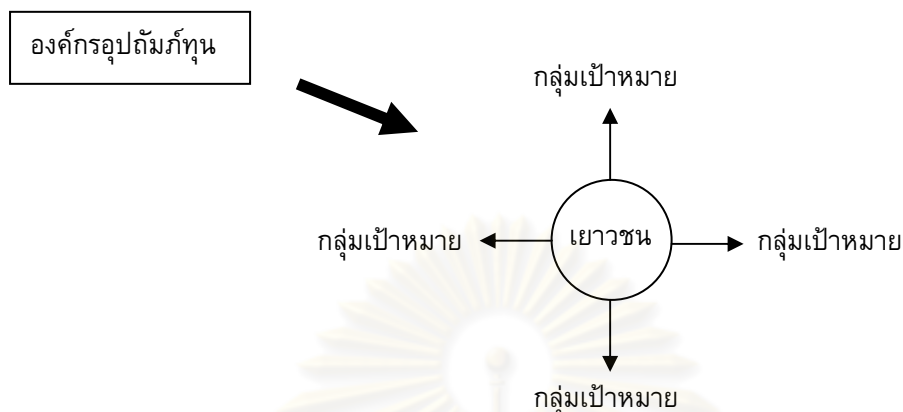 องค์กรอุปถัมภ์ทุน
กลุ่มเป้าหมาย
กลุ่มเป้าหมาย
เยาวชน
กลุ่มเป้าหมาย
กลุ่มเป้าหมาย